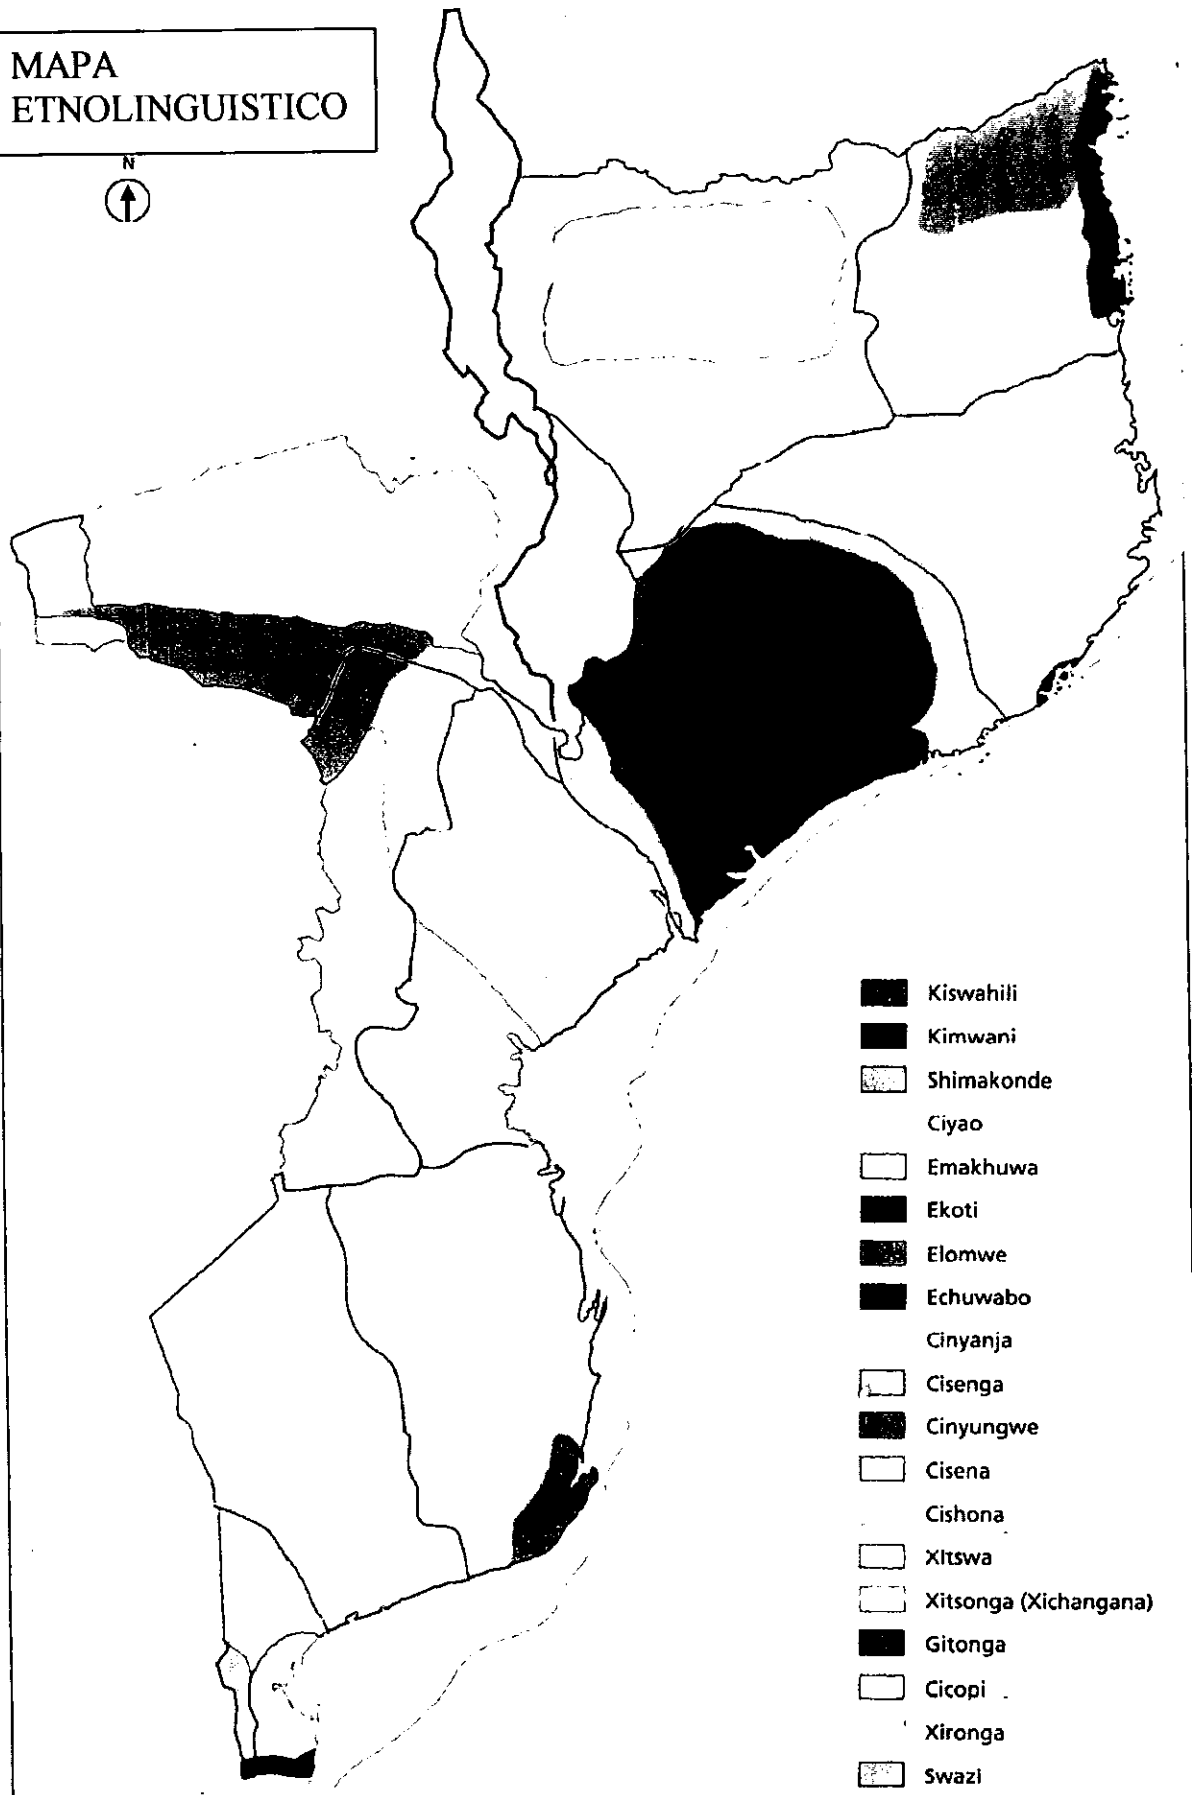 MAPA
ETNOLINGUISTICO
N
Kiswahili
Kimwani
Shimakonde
Ciyao
Emakhuwa
Ekoti
Elomwe
Echuwabo
Cinyanja
Cisenga
Cinyungwe
Cisena
Cishona
Xitswa
Xitsonga (Xichangana)
Gitonga
Cicopi
Xironga
Swazi